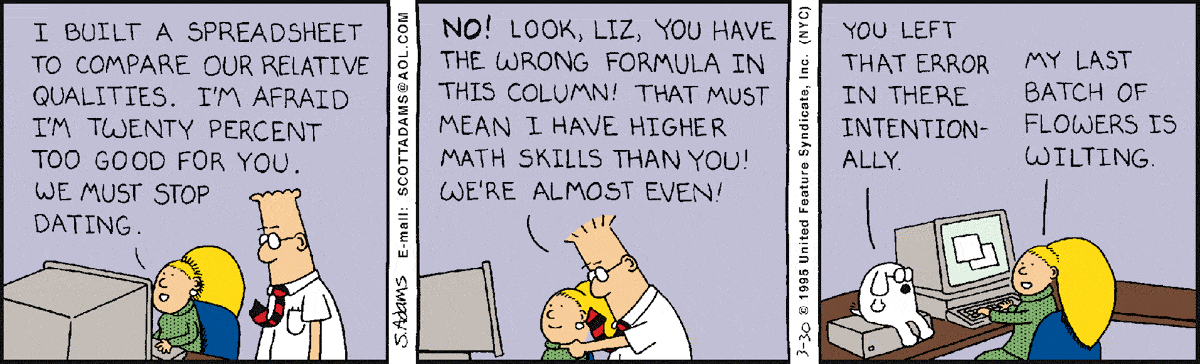 I BUILT A SPREADSHEET
TO COMPARE OUR RELATIVE
QUALITIES. I'M AFRAID
I'M TWENTY PERCENT
TOO GOOD FOR YOU.
WE MUST STOP
DATING.
S.Adams E-mail: SCOTTADAMS@AOL.COM
NO! LOOK, LIZ, YOU HAVE
THE WRONG FORMULA IN
THIS COLUMN! THAT MUST
MEAN I HAVE HIGHER
MATH SKILLS THAN YOU!
WE'RE ALMOST EVEN!
3-30 © 1995 United Feature Syndicate, Inc. (NYC)
YOU LEFT
THAT ERROR
IN THERE
INTENTION-
ALLY.
MY LAST
BATCH OF
FLOWERS IS
WILTING.